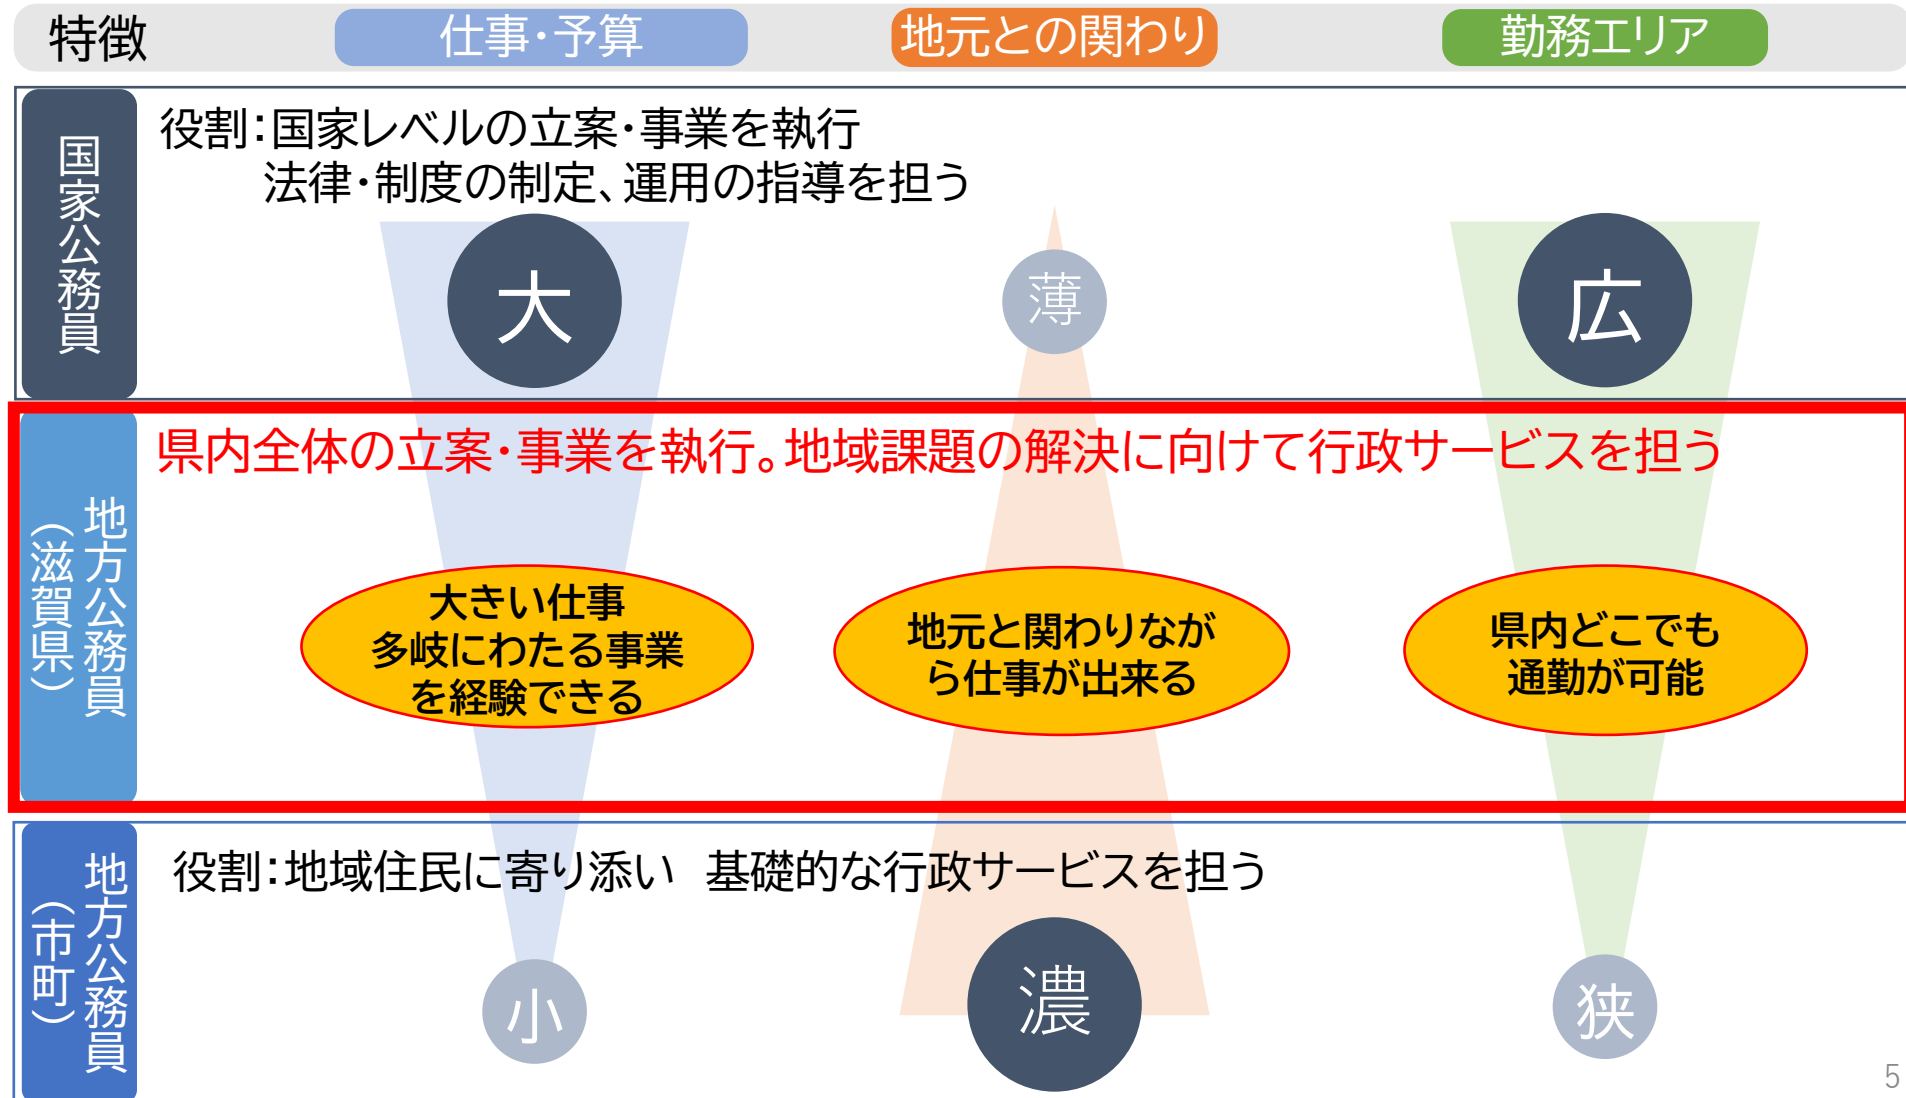 特徴
仕事・予算
地元との関わり
勤務エリア
国家公務員
役割：国家レベルの立案・事業を執行
法律・制度の制定、運用の指導を担う
大
薄
広
地方公務員
（滋賀県）
県内全体の立案・事業を執行。地域課題の解決に向けて行政サービスを担う
大きい仕事
多岐にわたる事業
を経験できる
地元と関わりなが
ら仕事が出来る
県内どこでも
通勤が可能
地方公務員
（市町）
役割：地域住民に寄り添い　基礎的な行政サービスを担う
小
濃
狭
5